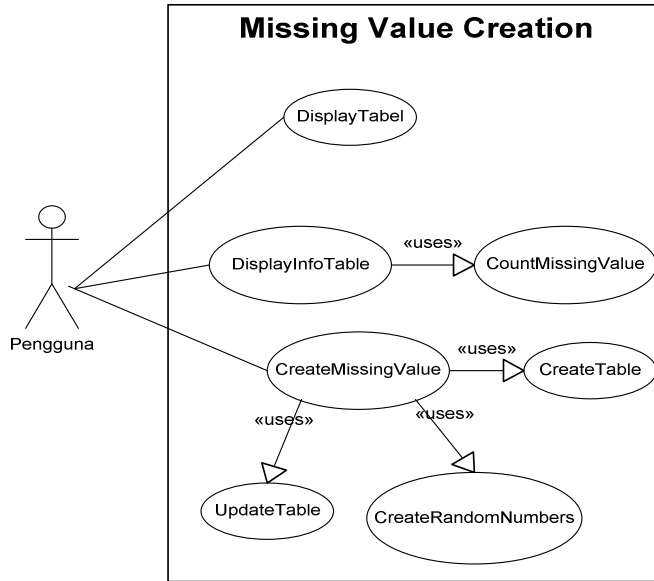 Missing Value Creation
DisplayTabel
«uses»
DisplayInfoTable
CountMissingValue
Pengguna
«uses»
CreateMissingValue
CreateTable
«uses»
«uses»
UpdateTable
CreateRandomNumbers